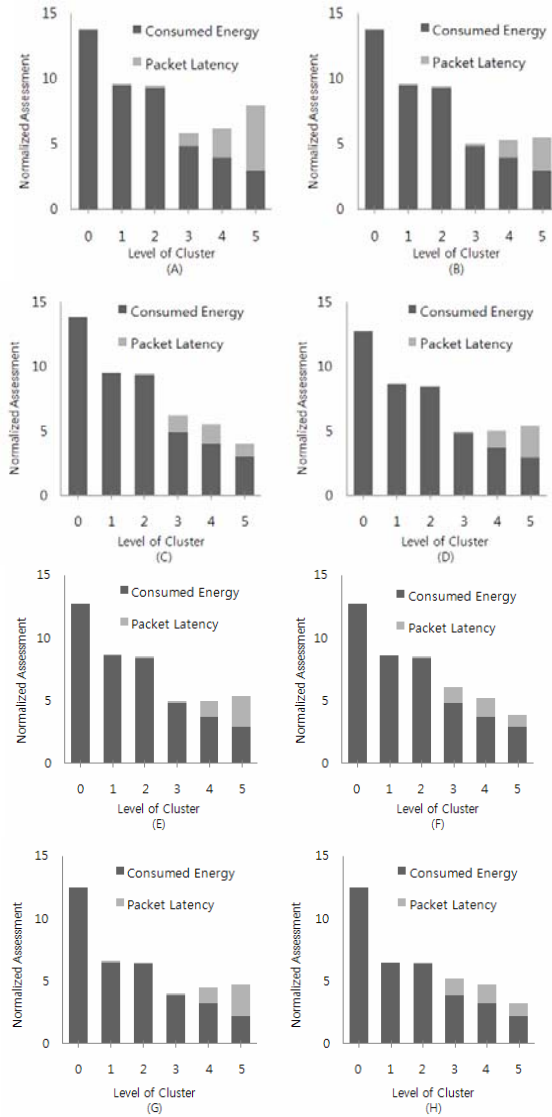 Normalized Assessment
10
5
0
Consumed Energy
Packet Latency
0 1 2 3 4 5
Level of Cluster
(A)
Normalized Assessment
10
5
0
Consumed Energy
Packet Latency
0 1 2 3 4 5
Level of Cluster
(B)
Normalized Assessment
15
10
5
0
Consumed Energy
Packet Latency
0 1 2 3 4 5
Level of Cluster
(C)
Normalized Assessment
15
10
5
0
Consumed Energy
Packet Latency
0 1 2 3 4 5
Level of Cluster
(D)
Normalized Assessment
15
10
5
0
Consumed Energy
Packet Latency
0 1 2 3 4 5
Level of Cluster
(E)
Normalized Assessment
15
10
5
0
Consumed Energy
Packet Latency
0 1 2 3 4 5
Level of Cluster
(F)
Normalized Assessment
15
10
5
0
Consumed Energy
Packet Latency
0 1 2 3 4 5
Level of Cluster
(G)
Normalized Assessment
15
10
5
0
Consumed Energy
Packet Latency
0 1 2 3 4 5
Level of Cluster
(H)